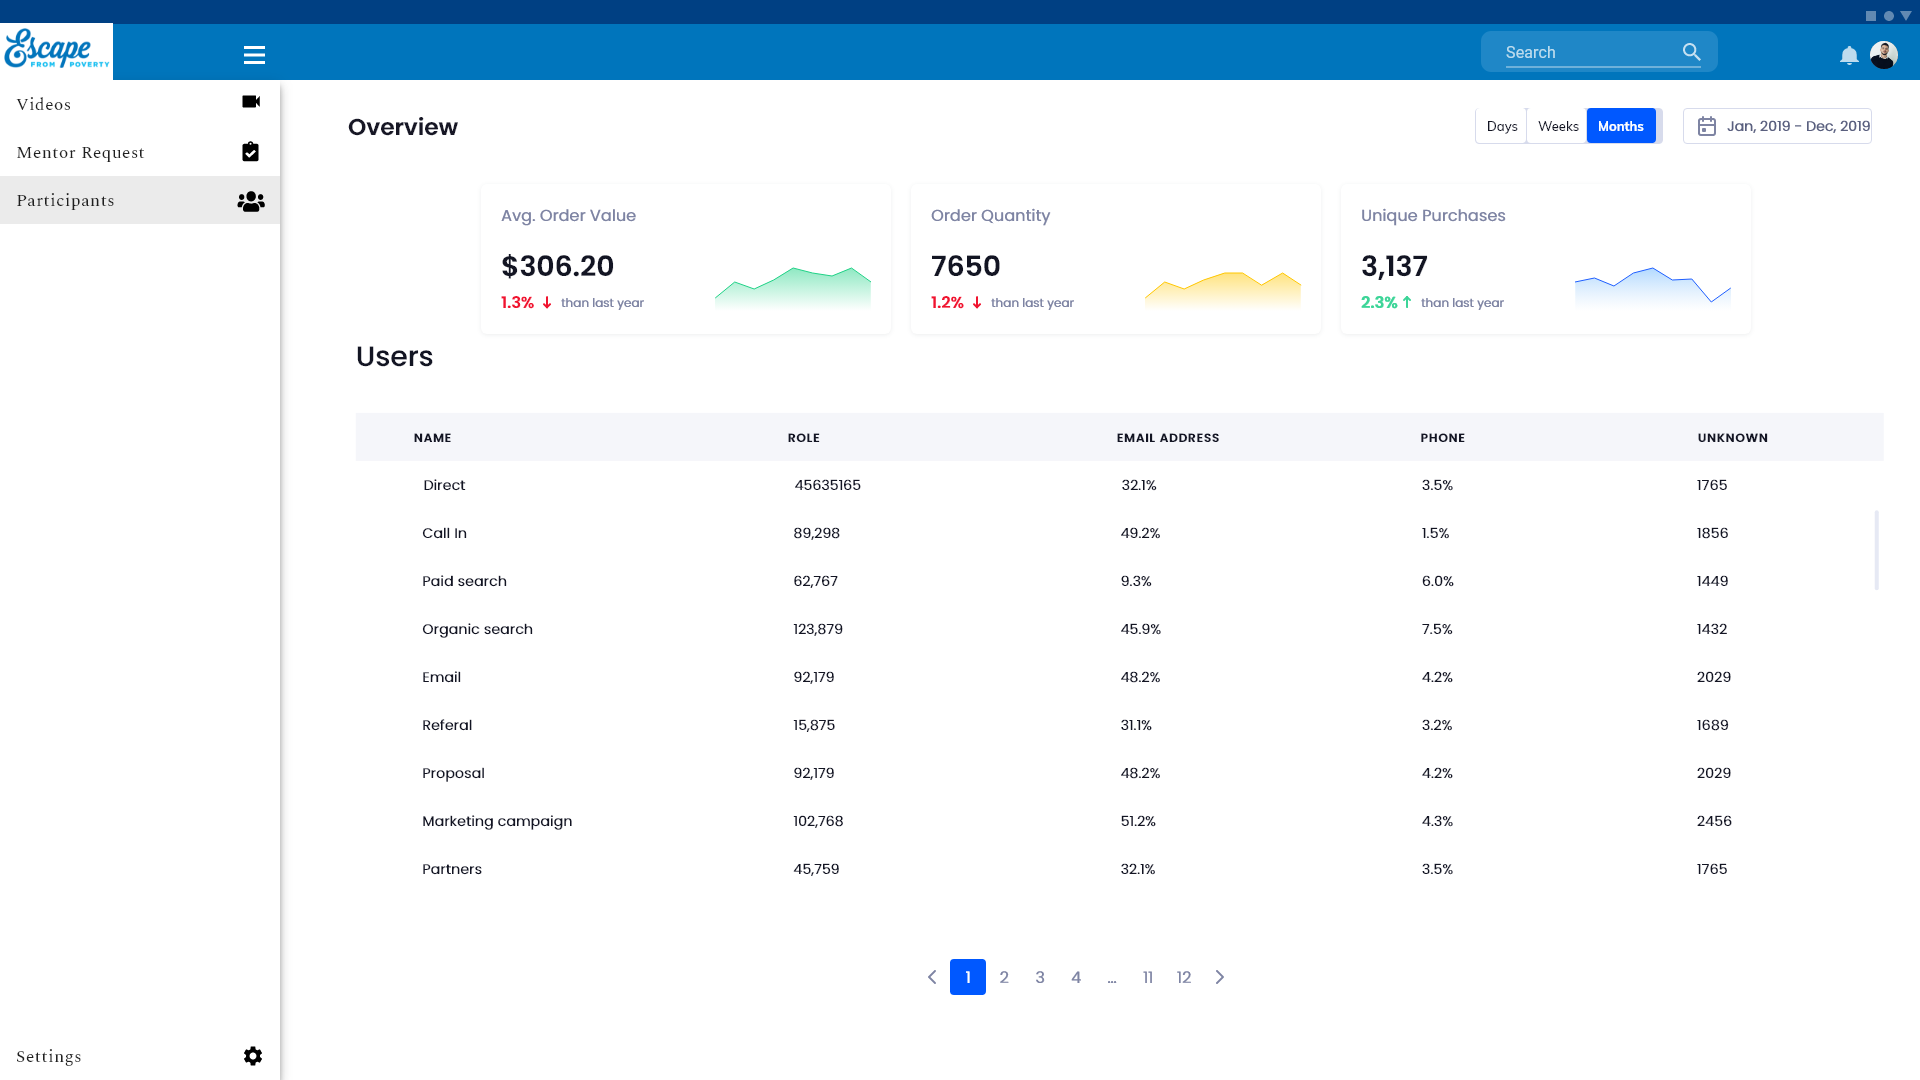 Escape
FROM POVERTY
Search
Videos
Mentor Request
Participants
Settings
Overview
Days Weeks Months Jan, 2019 - Dec, 2019
Avg. Order Value
$306.20
1.3% ↓ than last year
Order Quantity
7650
1.2% ↓ than last year
Unique Purchases
3,137
2.3% ↑ than last year
Users
NAME ROLE EMAIL ADDRESS PHONE UNKNOWN
Direct 45635165 32.1% 3.5% 1765
Call In 89,298 49.2% 1.5% 1856
Paid search 62,767 9.3% 6.0% 1449
Organic search 123,879 45.9% 7.5% 1432
Email 92,179 48.2% 4.2% 2029
Referal 15,875 31.1% 3.2% 1689
Proposal 92,179 48.2% 4.2% 2029
Marketing campaign 102,768 51.2% 4.3% 2456
Partners 45,759 32.1% 3.5% 1765
1 2 3 4 ... 11 12